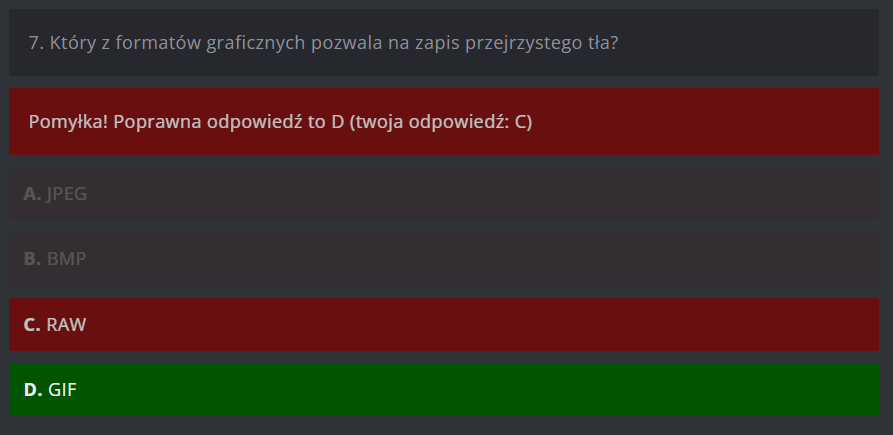 7. Który z formatów graficznych pozwala na zapis przejrzystego tła?
Pomyłka! Poprawna odpowiedź to D (twoja odpowiedź: C)
A. JPEG
B. BMP
C. RAW
D. GIF